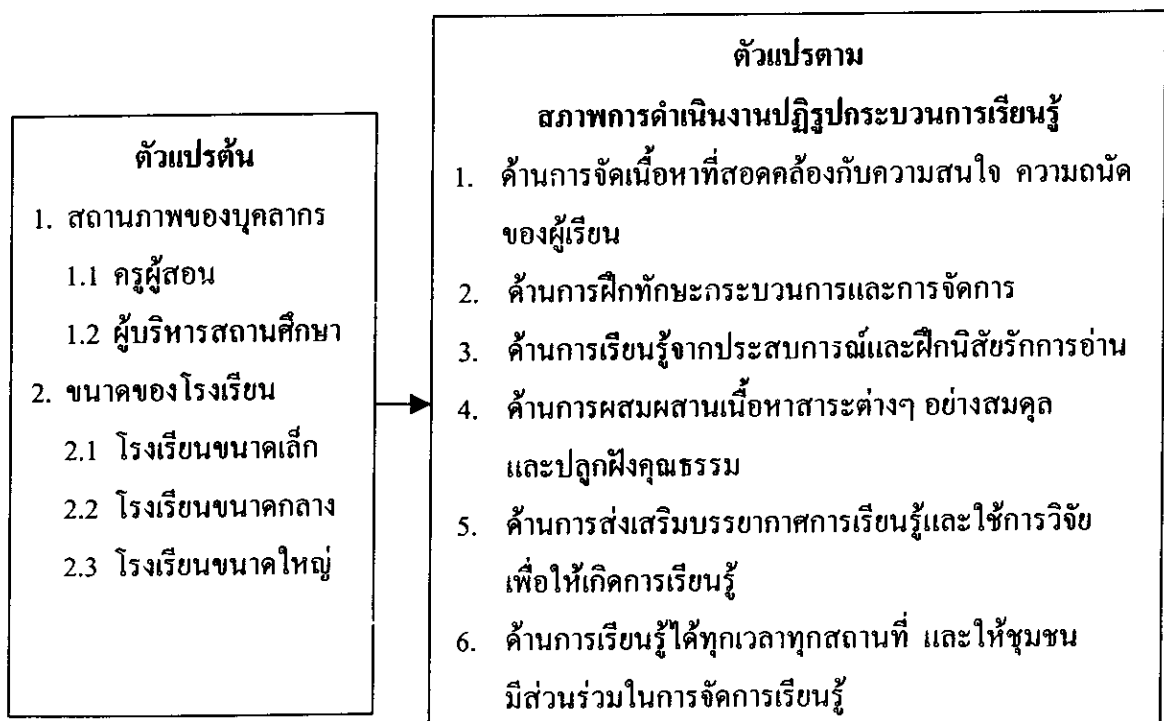 ตัวแปรต้น
1. สถานภาพของบุคลากร
1.1 ครูผู้สอน
1.2 ผู้บริหารสถานศึกษา
2. ขนาดของโรงเรียน
2.1 โรงเรียนขนาดเล็ก
2.2 โรงเรียนขนาดกลาง
2.3 โรงเรียนขนาดใหญ่
ตัวแปรตาม
สภาพการดำเนินงานปฏิรูปกระบวนการเรียนรู้
1. ด้านการจัดเนื้อหาที่สอดคล้องกับความสนใจ ความถนัด
ของผู้เรียน
2. ด้านการฝึกทักษะกระบวนการและการจัดการ
3. ด้านการเรียนรู้จากประสบการณ์และฝึกนิสัยรักการอ่าน
4. ด้านการผสมผสานเนื้อหาสาระต่างๆ อย่างสมดุล
และปลูกฝังคุณธรรม
5. ด้านการส่งเสริมบรรยากาศการเรียนรู้และใช้การวิจัย
เพื่อให้เกิดการเรียนรู้
6. ด้านการเรียนรู้ได้ทุกเวลาทุกสถานที่ และให้ชุมชน
มีส่วนร่วมในการจัดการเรียนรู้